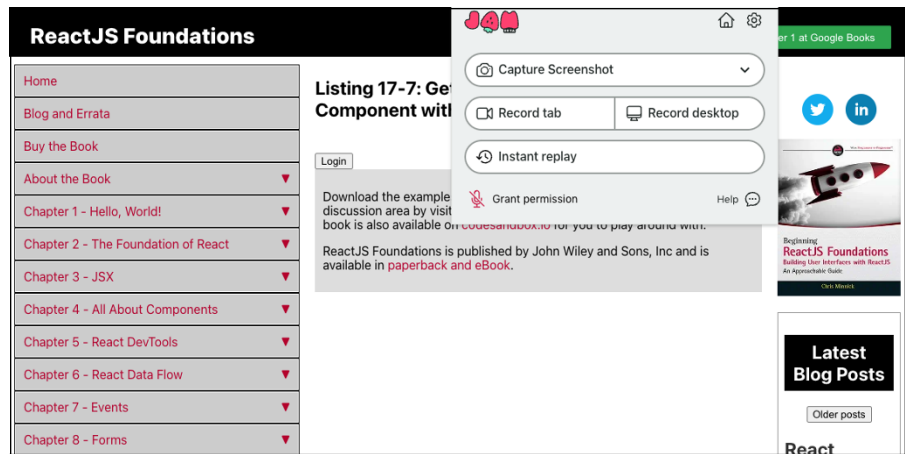 ReactJS Foundations
JAM
er 1 at Google Books
Home
Blog and Errata
Buy the Book
About the Book
Chapter 1 - Hello, World!
Chapter 2 - The Foundation of React
Chapter 3 - JSX
Chapter 4 - All About Components
Chapter 5 - React DevTools
Chapter 6 - React Data Flow
Chapter 7 - Events
Chapter 8 - Forms
Listing 17-7: Ge
Component with
Login
Download the example
discussion area by visit
book is also available on codesandbox.io for you to play around with.
ReactJS Foundations is published by John Wiley and Sons, Inc and is
available in paperback and eBook.
Capture Screenshot
Record tab
Record desktop
Instant replay
Grant permission
Help
in
Beginning
ReactJS Foundations
Building User Interfaces with ReactJS
An Approachable Guide
Chris Minnick
Latest
Blog Posts
Older posts
React